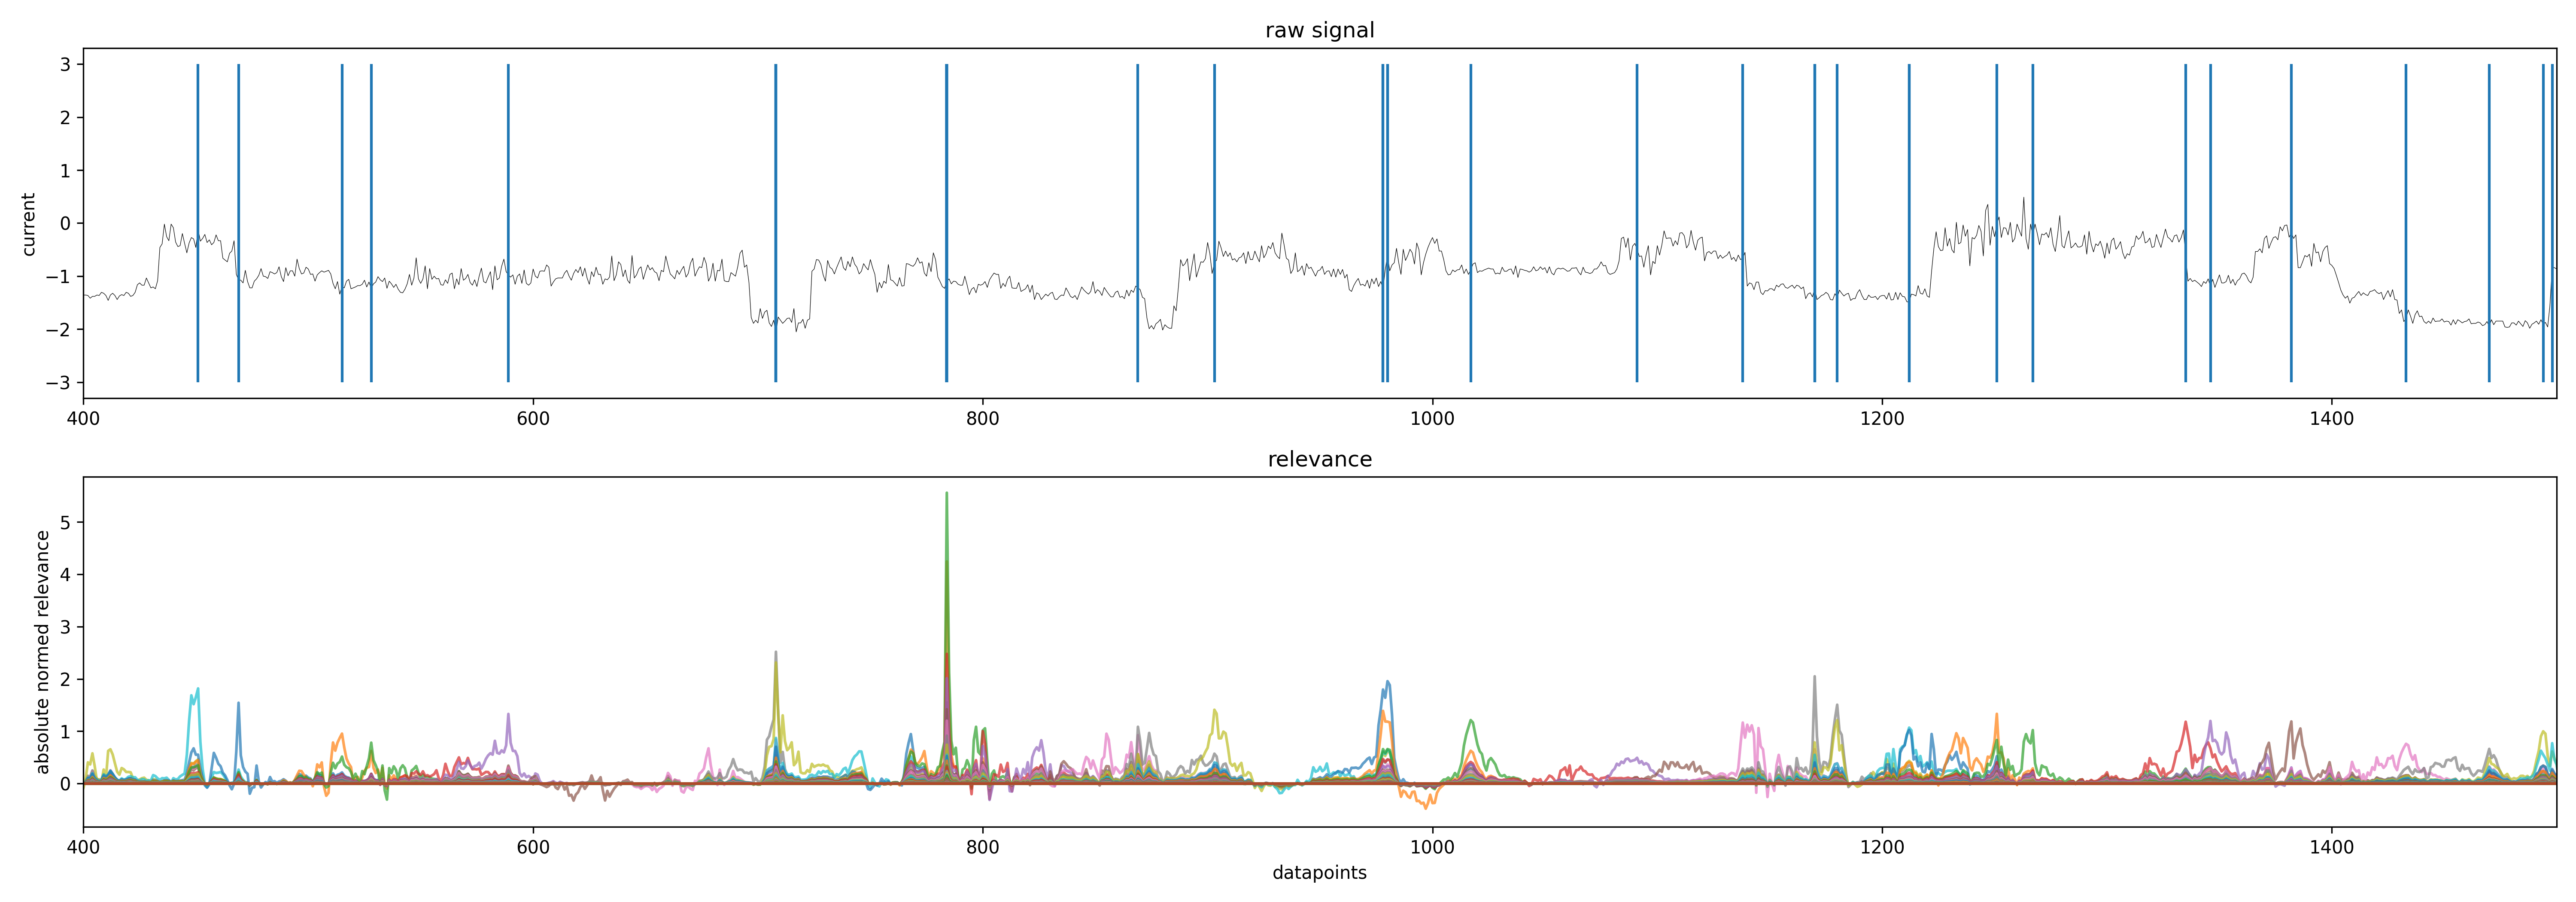 raw signal
3
2
1
0
−1
−2
−3
current
400 600 800 1000 1200 1400
relevance
5
4
3
2
1
0
absolute normed relevance
400 600 800 1000 1200 1400
datapoints